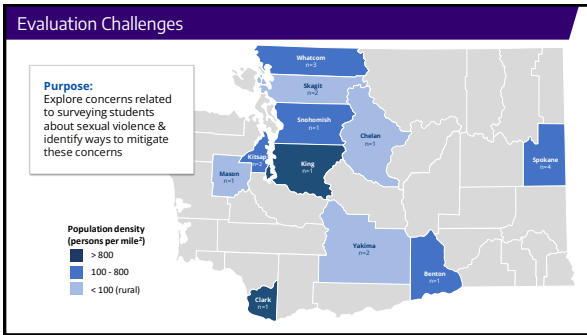 Evaluation Challenges
Purpose:
Explore concerns related
to surveying students
about sexual violence &
identify ways to mitigate
these concerns
Whatcom
n=3
Skagit
n=2
Snohomish
n=1
Chelan
n=1
King
n=1
Kitsap
n=2
Mason
n=1
Spokane
n=4
Yakima
n=2
Benton
n=1
Clark
n=1
Population density
(persons per mile²)
> 800
100 - 800
< 100 (rural)